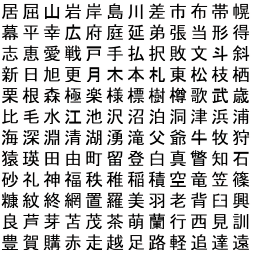 居屈山岩岸島川差市布帯幌
幕平幸広府庭延弟張当形得
志恵愛戦戸手払択敗文斗斜
新日旭更月木本札東松枝栖
栗根森極楽様標樹樽歌武歳
比毛水江池沢沼泊洞津浜浦
海深淵清湖湧滝父爺牛牧狩
猿瑛田由町留登白真瞥知石
砂礼神福秩稚稲積空竜笠篠
糠紋終網置羅美羽老背臼興
良芦芽苫茂茶萌蘭行西見訓
豊賀購赤走越足路軽追達遠